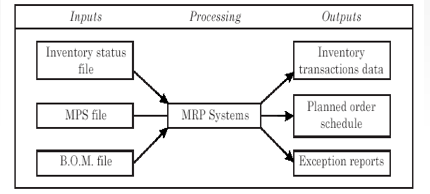 Inputs Processing Outputs
Inventory status
file
Inventory
transactions data
MPS file
MRP Systems
Planned order
schedule
B.O.M. file
Exception reports